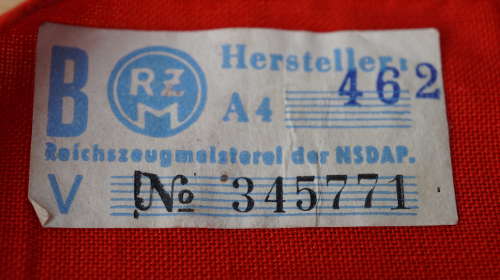 B RZM Hersteller:
A4 462
Reichszeugmeisterei der NSDAP.
V № 345771